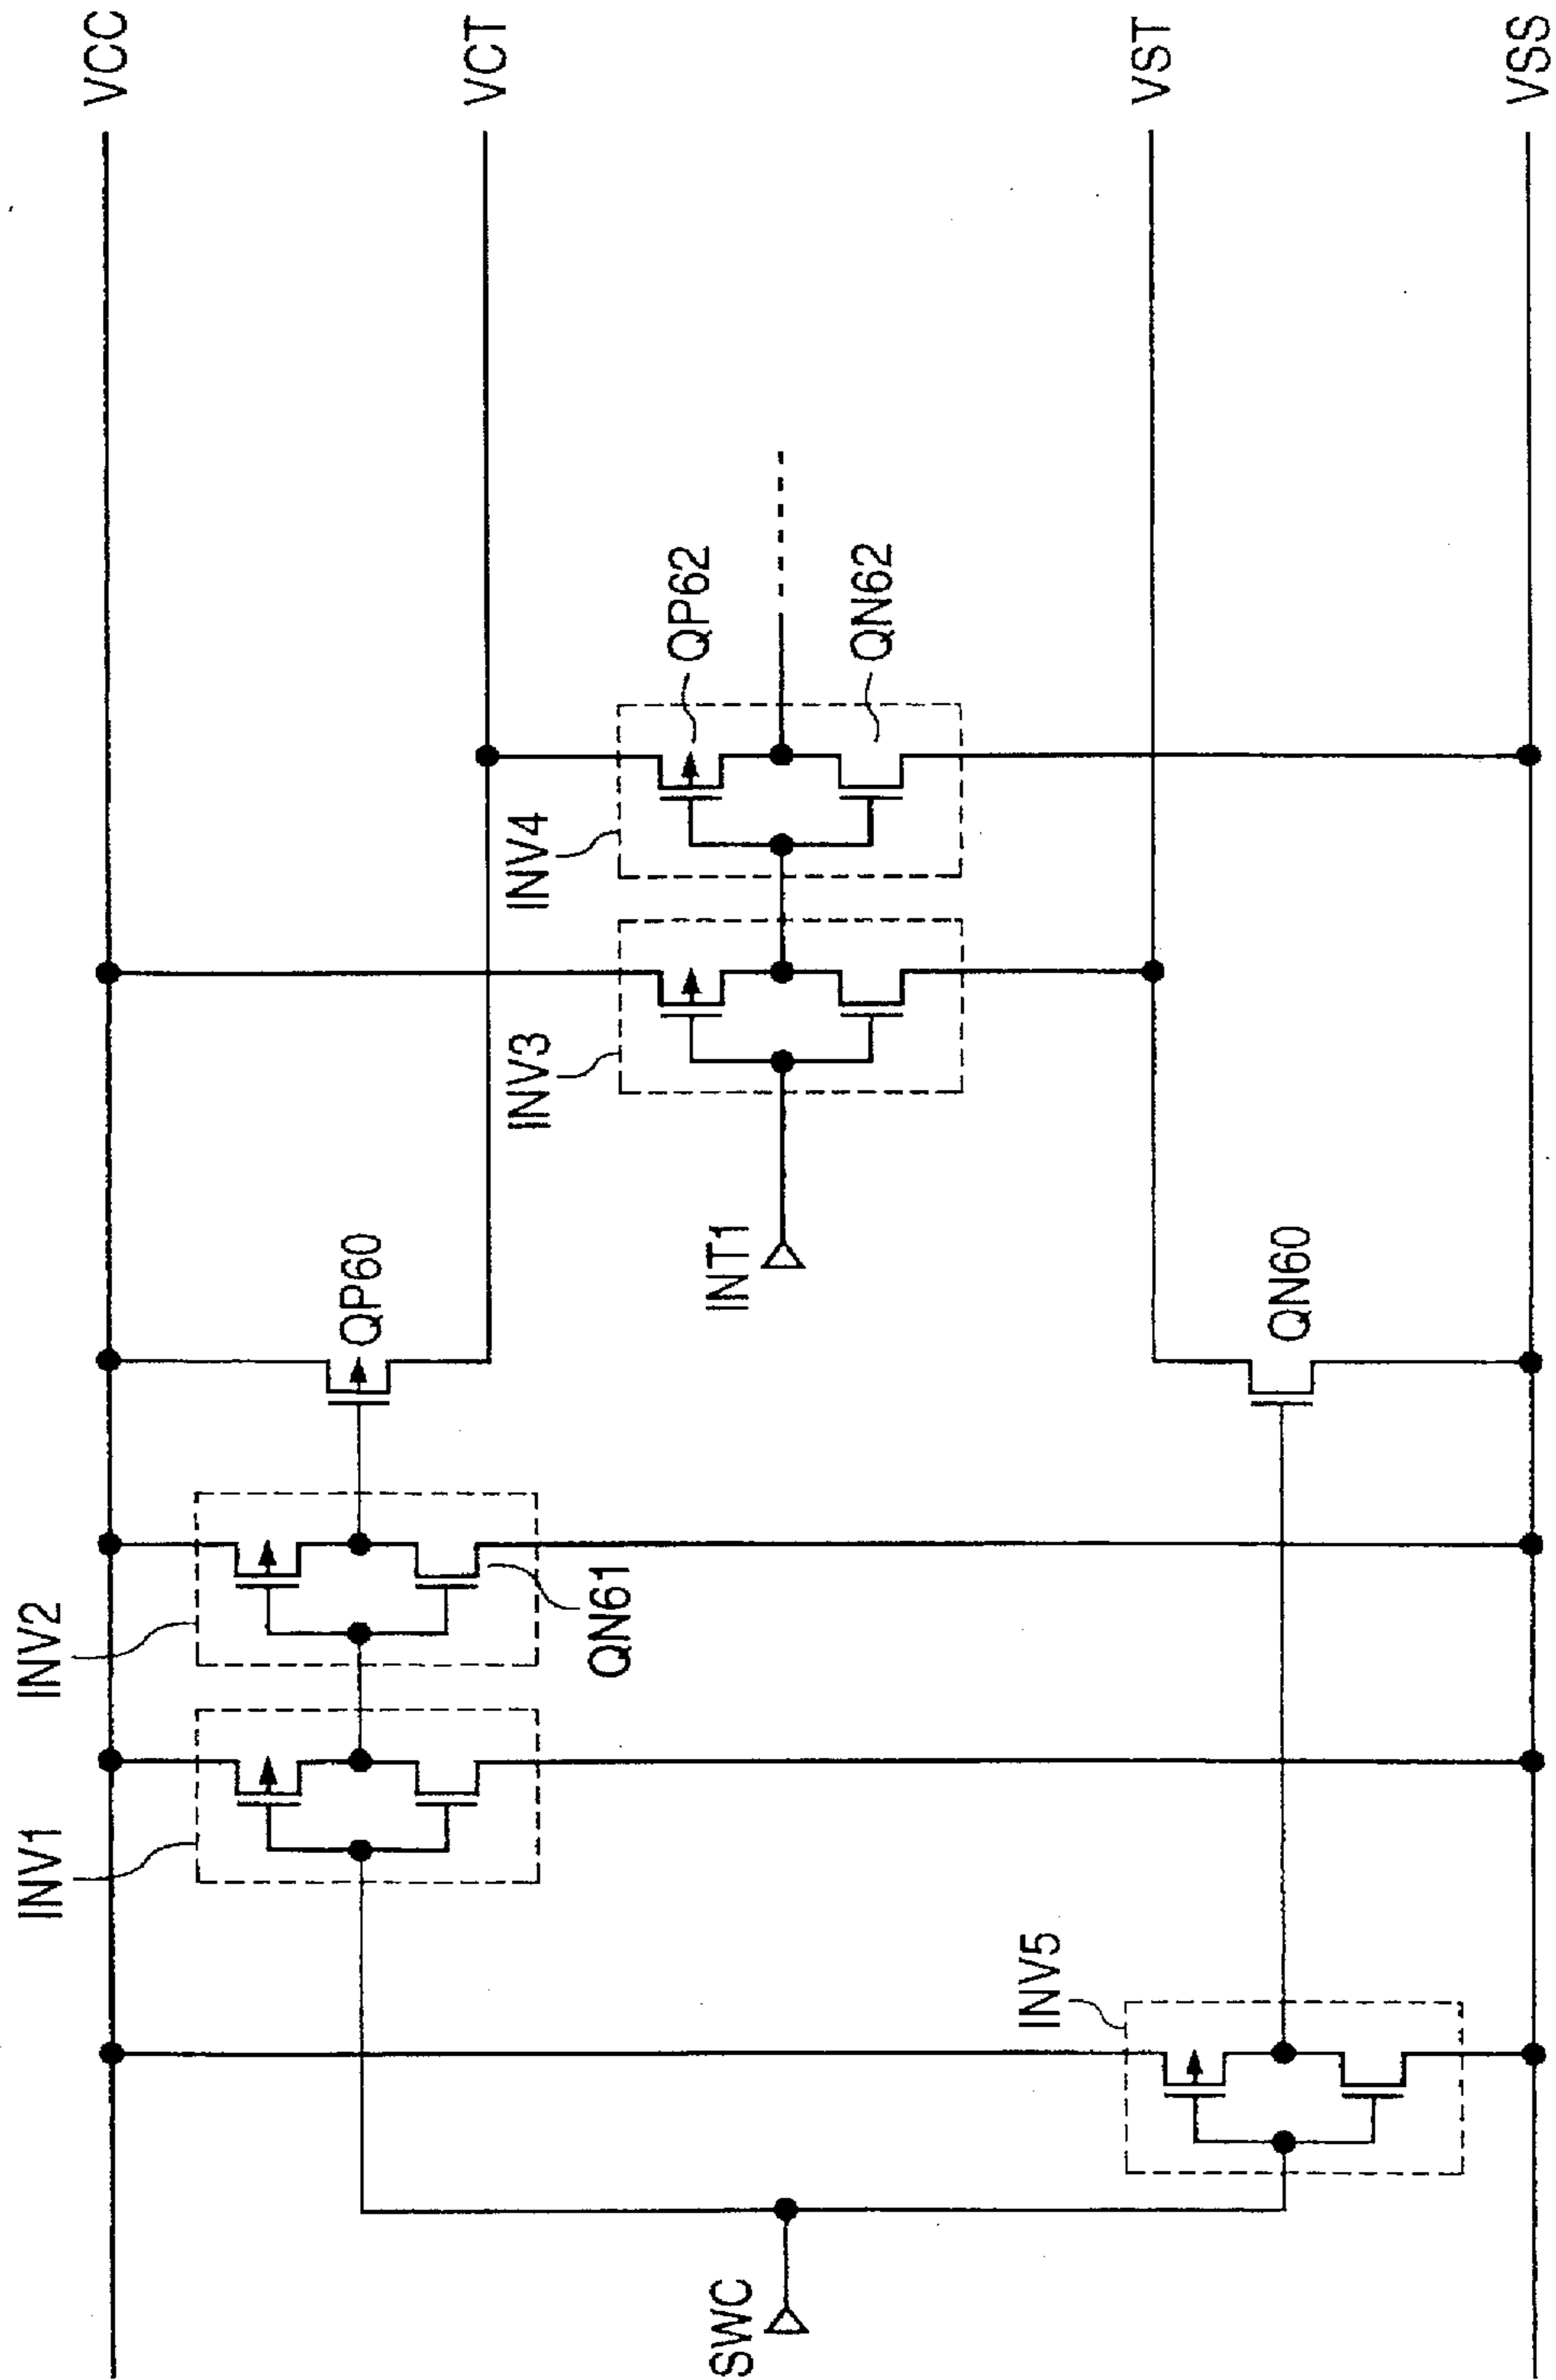 VCC
VCT
VST
VSS
INV1
INV2
QN61
QP60
INV3
INV4
QP62
QN62
INT1
QN60
INV5
SWC